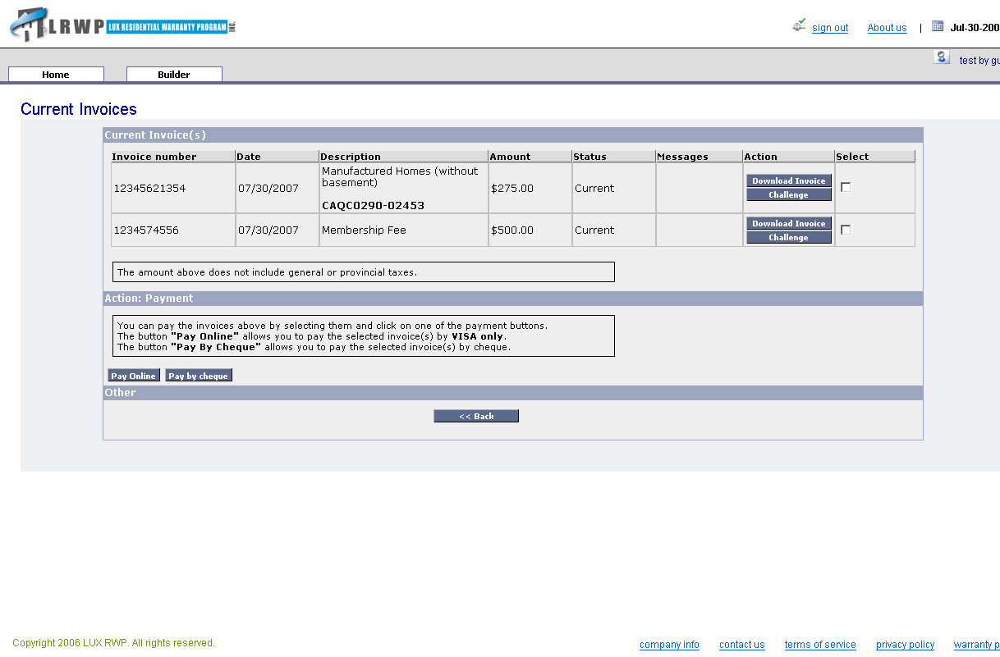 LRWP LUX RESIDENTIAL WARRANTY PROGRAM INC
sign out About us | Jul-30-200
test by gu
Home Builder
Current Invoices
Current Invoice(s)
Invoice number Date Description Amount Status Messages Action Select
12345621354 07/30/2007 Manufactured Homes (without basement) $275.00 Current Download Invoice
CAQC0290-02453 Challenge
1234574556 07/30/2007 Membership Fee $500.00 Current Download Invoice
Challenge
The amount above does not include general or provincial taxes.
Action: Payment
You can pay the invoices above by selecting them and click on one of the payment buttons.
The button "Pay Online" allows you to pay the selected invoice(s) by VISA only.
The button "Pay By Cheque" allows you to pay the selected invoice(s) by cheque.
Pay Online Pay by cheque
Other
<< Back
Copyright 2006 LUX RWP. All rights reserved.
company info contact us terms of service privacy policy warranty p